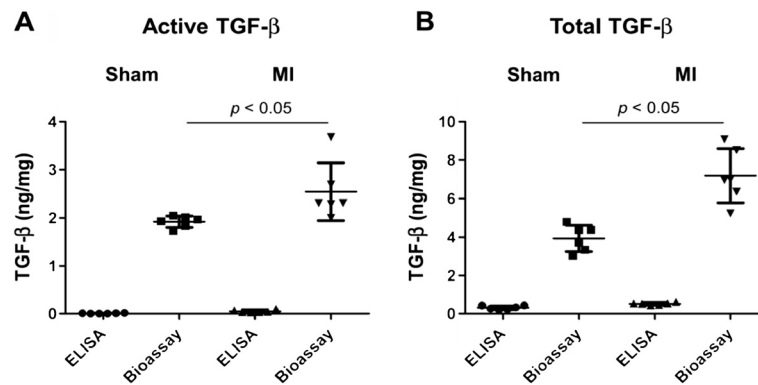 A
Active TGF-β
Sham MI
p < 0.05
TGF-β (ng/mg)
4
3
2
1
0
ELISA
Bioassay
ELISA
Bioassay
B
Total TGF-β
Sham MI
p < 0.05
TGF-β (ng/mg)
10
8
6
4
2
0
ELISA
Bioassay
ELISA
Bioassay